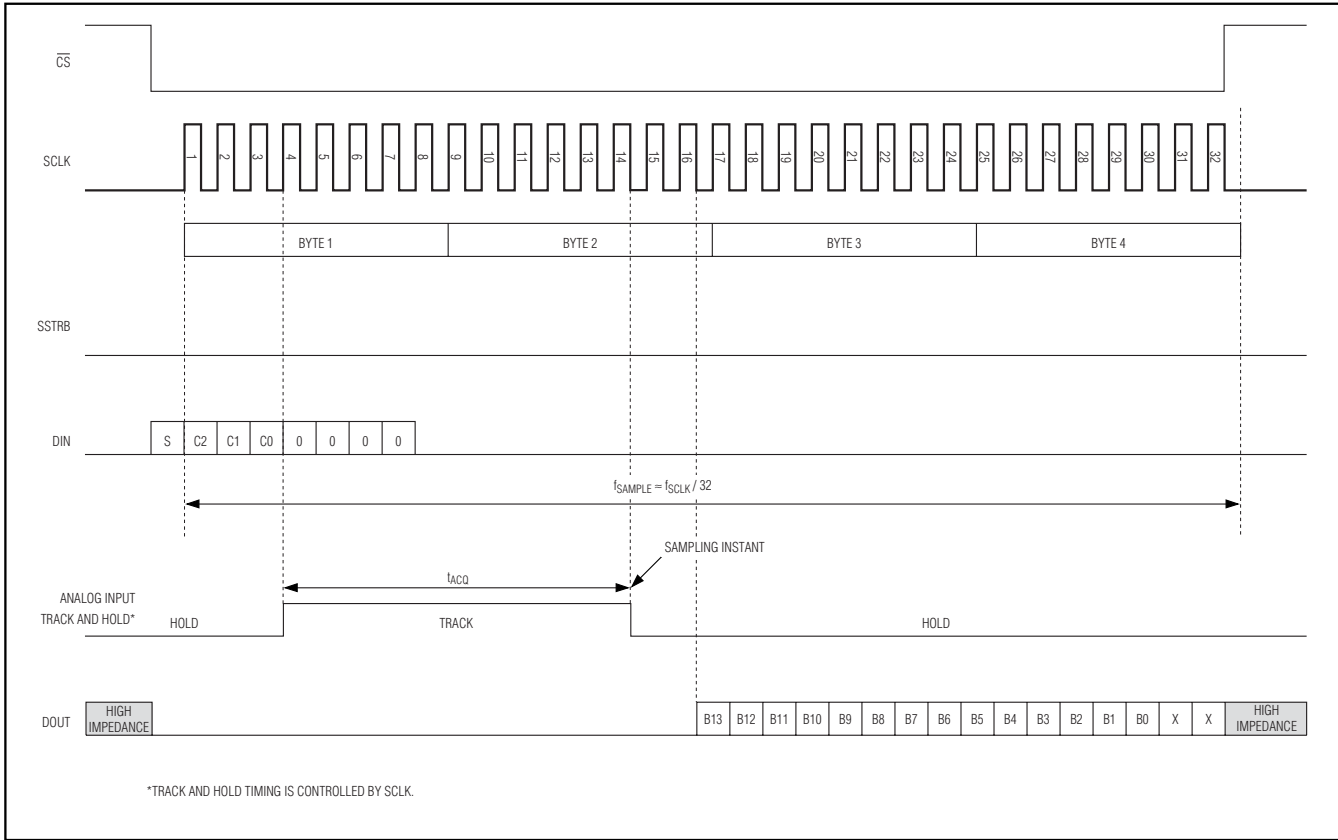 CS
SCLK
1 2 3 4 5 6 7 8 9 10 11 12 13 14 15 16 17 18 19 20 21 22 23 24 25 26 27 28 29 30 31 32
BYTE 1 BYTE 2 BYTE 3 BYTE 4
SSTRB
DIN S C2 C1 C0 0 0 0 0
fSAMPLE = fSCLK / 32
SAMPLING INSTANT
tACQ
ANALOG INPUT
TRACK AND HOLD*
HOLD TRACK HOLD
DOUT
HIGH
IMPEDANCE
B13 B12 B11 B10 B9 B8 B7 B6 B5 B4 B3 B2 B1 B0 X X
HIGH
IMPEDANCE
*TRACK AND HOLD TIMING IS CONTROLLED BY SCLK.